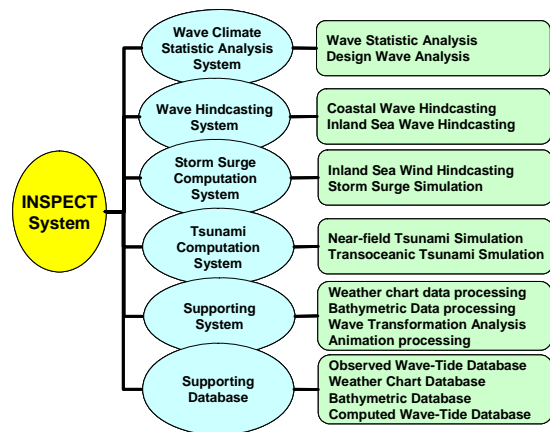 INSPECT
System
Wave Climate
Statistic Analysis
System
Wave Statistic Analysis
Design Wave Analysis
Wave Hindcasting
System
Coastal Wave Hindcasting
Inland Sea Wave Hindcasting
Storm Surge
Computation
System
Inland Sea Wind Hindcasting
Storm Surge Simulation
Tsunami
Computation
System
Near-field Tsunami Simulation
Transoceanic Tsunami Smulation
Supporting
System
Weather chart data processing
Bathymetric Data processing
Wave Transformation Analysis
Animation processing
Supporting
Database
Observed Wave-Tide Database
Weather Chart Database
Bathymetric Database
Computed Wave-Tide Database